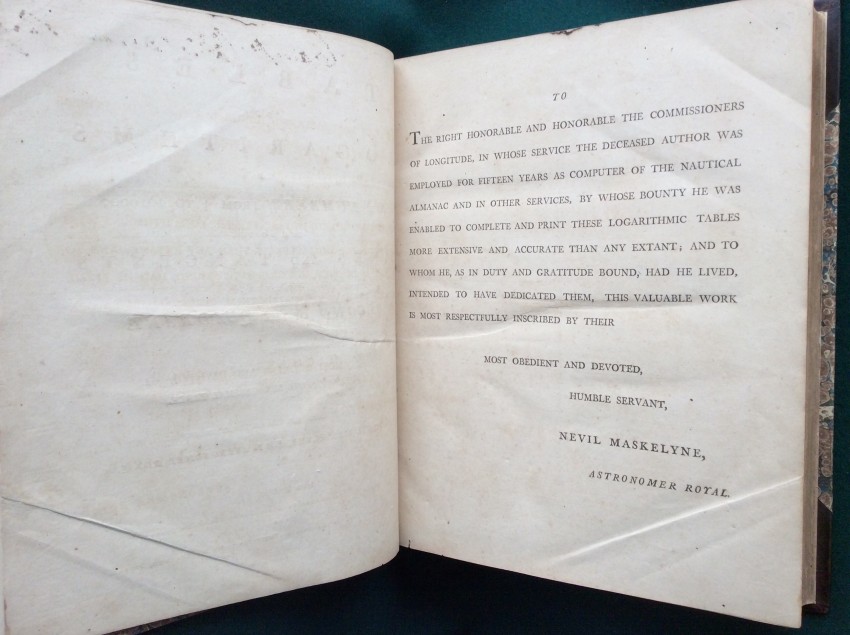 TO
THE RIGHT HONORABLE AND HONORABLE THE COMMISSIONERS
OF LONGITUDE, IN WHOSE SERVICE THE DECEASED AUTHOR WAS
EMPLOYED FOR FIFTEEN YEARS AS COMPUTER OF THE NAUTICAL
ALMANAC AND IN OTHER SERVICES, BY WHOSE BOUNTY HE WAS
ENABLED TO COMPLETE AND PRINT THESE LOGARITHMIC TABLES
MORE EXTENSIVE AND ACCURATE THAN ANY EXTANT; AND TO
WHOM HE, AS IN DUTY AND GRATITUDE BOUND, HAD HE LIVED,
INTENDED TO HAVE DEDICATED THEM, THIS VALUABLE WORK
IS MOST RESPECTFULLY INSCRIBED BY THEIR
MOST OBEDIENT AND DEVOTED,
HUMBLE SERVANT,
NEVIL MASKELYNE,
ASTRONOMER ROYAL.